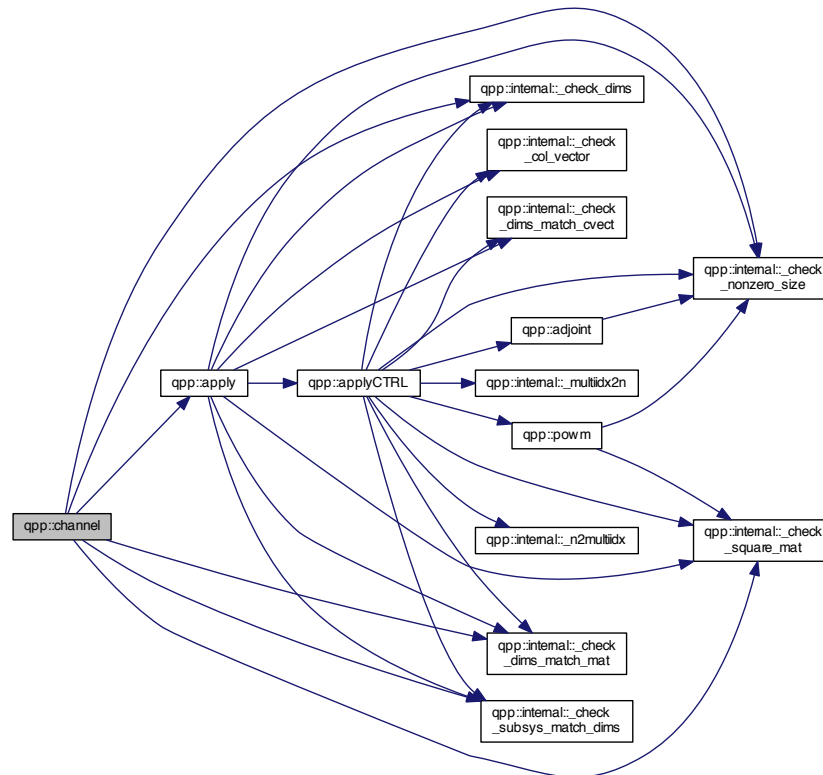 qpp::internal::_check_dims
qpp::internal::_check
_col_vector
qpp::internal::_check
_dims_match_cvect
qpp::internal::_check
_nonzero_size
qpp::adjoint
qpp::apply
qpp::applyCTRL
qpp::internal::_multiidx2n
qpp::powm
qpp::channel
qpp::internal::_n2multiidx
qpp::internal::_check
_square_mat
qpp::internal::_check
_dims_match_mat
qpp::internal::_check
_subsys_match_dims